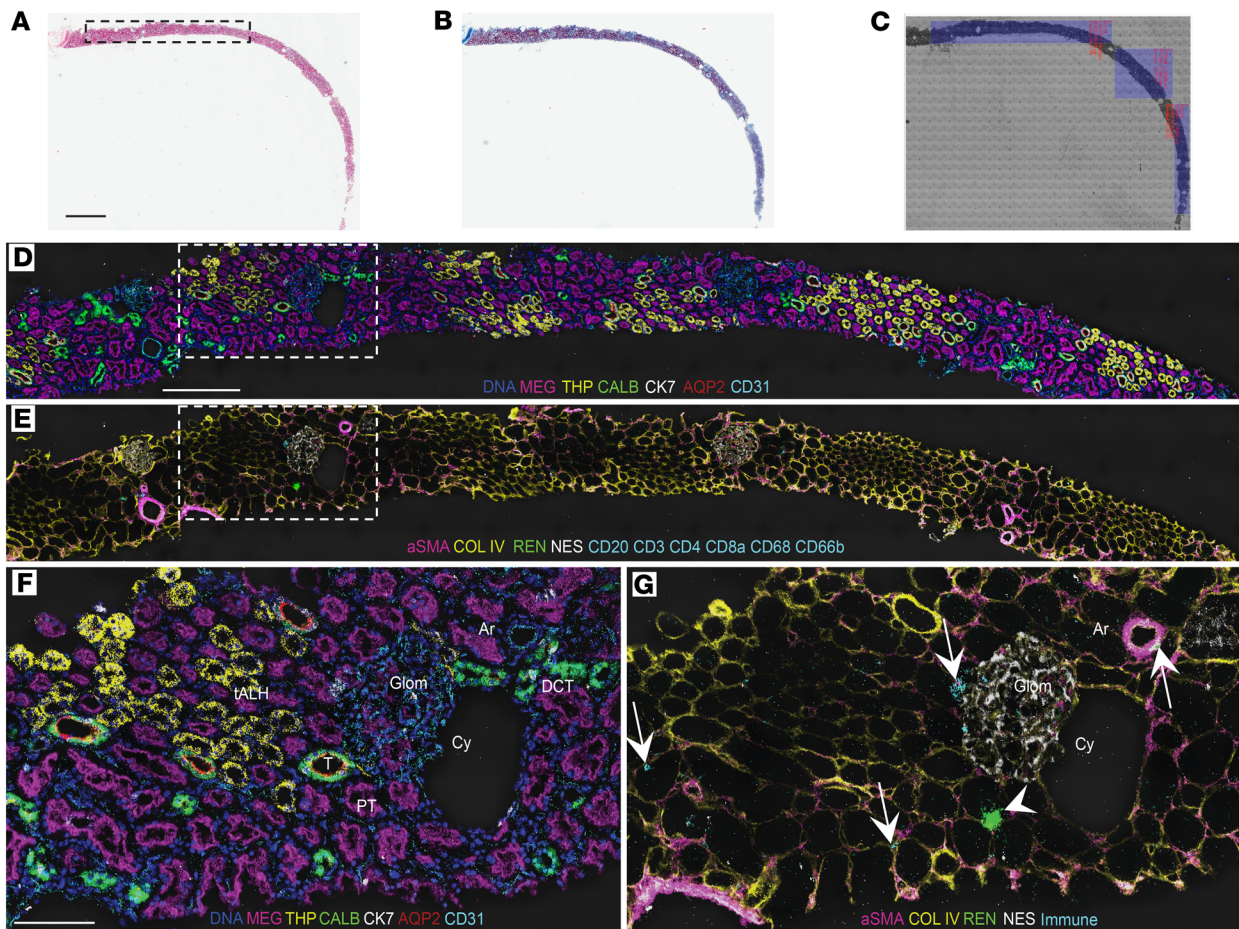 A
B
C
D
DNA MEG THP CALB CK7 AQP2 CD31
E
aSMA COL IV REN NES CD20 CD3 CD4 CD8a CD68 CD66b
F
Ar
tALH
Glom
DCT
Cy
T
PT
DNA MEG THP CALB CK7 AQP2 CD31
G
Ar
Glom
Cy
aSMA COL IV REN NES Immune